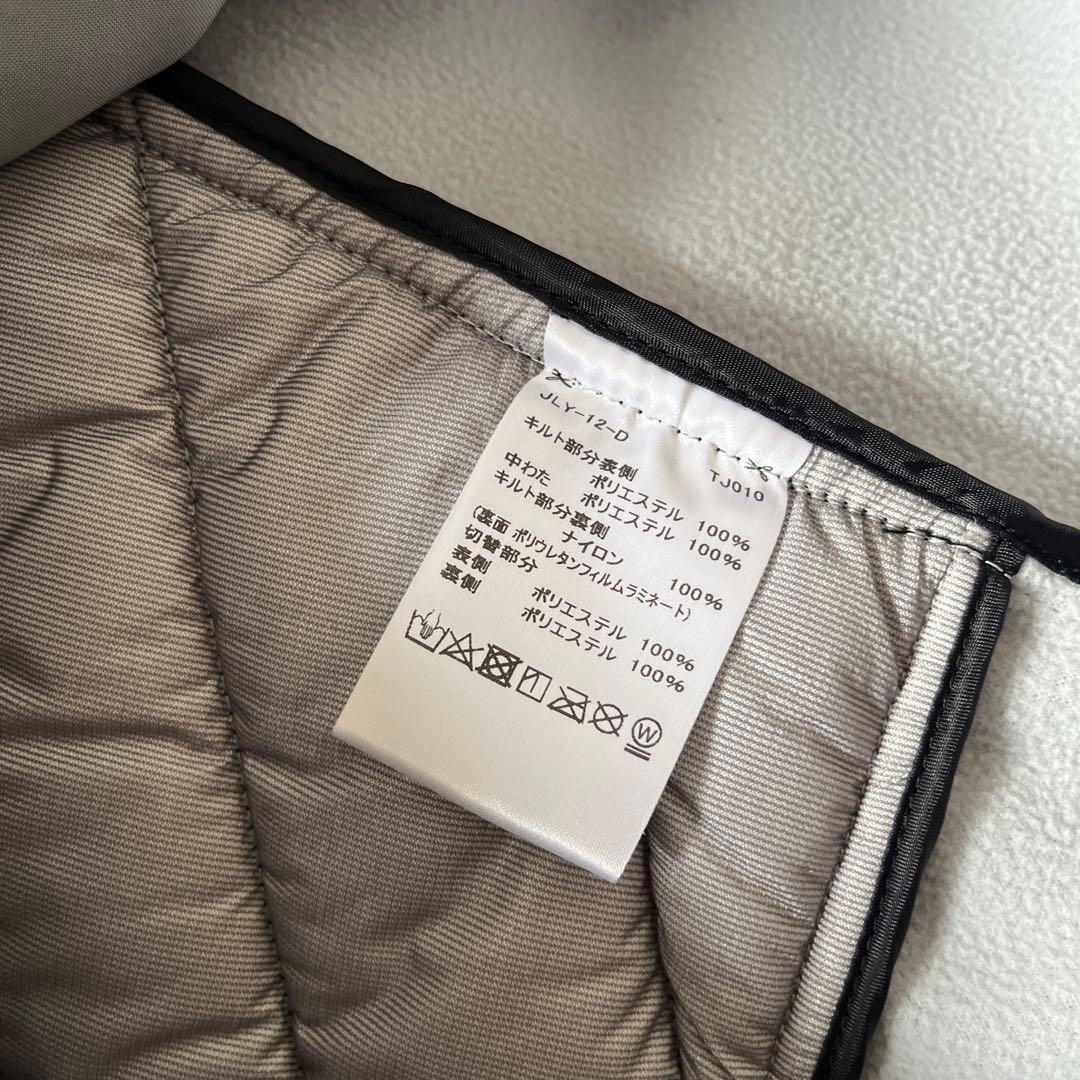 JLY-12-D
TJ010
キルト部分表側
ポリエステル 100%
中わた ポリエステル 100%
キルト部分裏側
ナイロン 100%
(裏面 ポリウレタンフィルムラミネート)
切替部分
表側 ポリエステル 100%
裏側 ポリエステル 100%
W